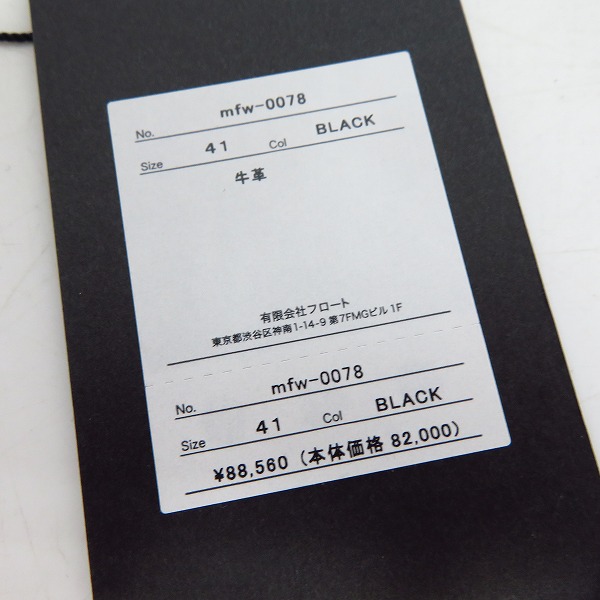 No. mfw-0078
Size 41 Col BLACK
牛革
有限会社フロート
東京都渋谷区神南1-14-9 第7FMGビル1F
No. mfw-0078
Size 41 Col BLACK
¥88,560 (本体価格 82,000)